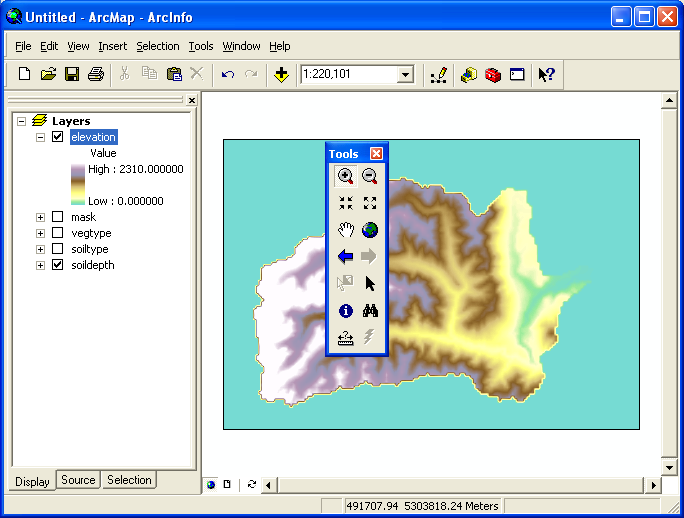 Untitled - ArcMap - ArcInfo
File Edit View Insert Selection Tools Window Help
1:220,101
Layers
elevation
Value
High : 2310.000000
Low : 0.000000
mask
vegtype
soiltype
soildepth
Tools
Display Source Selection
491707.94 5303818.24 Meters